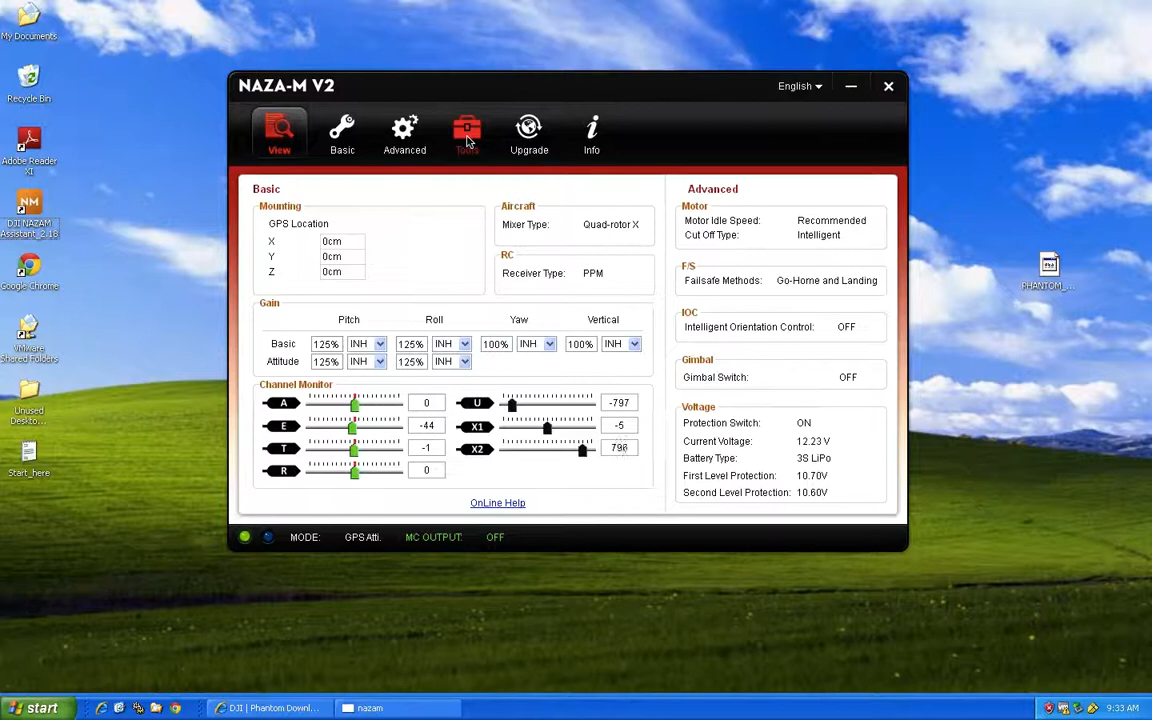 My Documents
Recycle Bin
Adobe Reader
XI
NM
DJI NAZAM
Assistant_2.18
Google Chrome
VMware
Shared Folders
Unused
Deskto...
Start_here
PHANTOM_...
NAZA-M V2
English
View
Basic
Advanced
Tools
Upgrade
Info
Basic
Mounting
GPS Location
X 0cm
Y 0cm
Z 0cm
Aircraft
Mixer Type: Quad-rotor X
RC
Receiver Type: PPM
Gain
Pitch Roll Yaw Vertical
Basic 125% INH 125% INH 100% INH 100% INH
Attitude 125% INH 125% INH
Channel Monitor
A 0 U -797
E -44 X1 -5
T -1 X2
R 0
OnLine Help
Advanced
Motor
Motor Idle Speed: Recommended
Cut Off Type: Intelligent
F/S
Failsafe Methods: Go-Home and Landing
IOC
Intelligent Orientation Control: OFF
Gimbal
Gimbal Switch: OFF
Voltage
Protection Switch: ON
Current Voltage: 12.23 V
Battery Type: 3S LiPo
First Level Protection: 10.70V
Second Level Protection: 10.60V
MODE: GPS Atti. MC OUTPUT: OFF
start
DJI | Phantom Downl...
nazam
9:33 AM